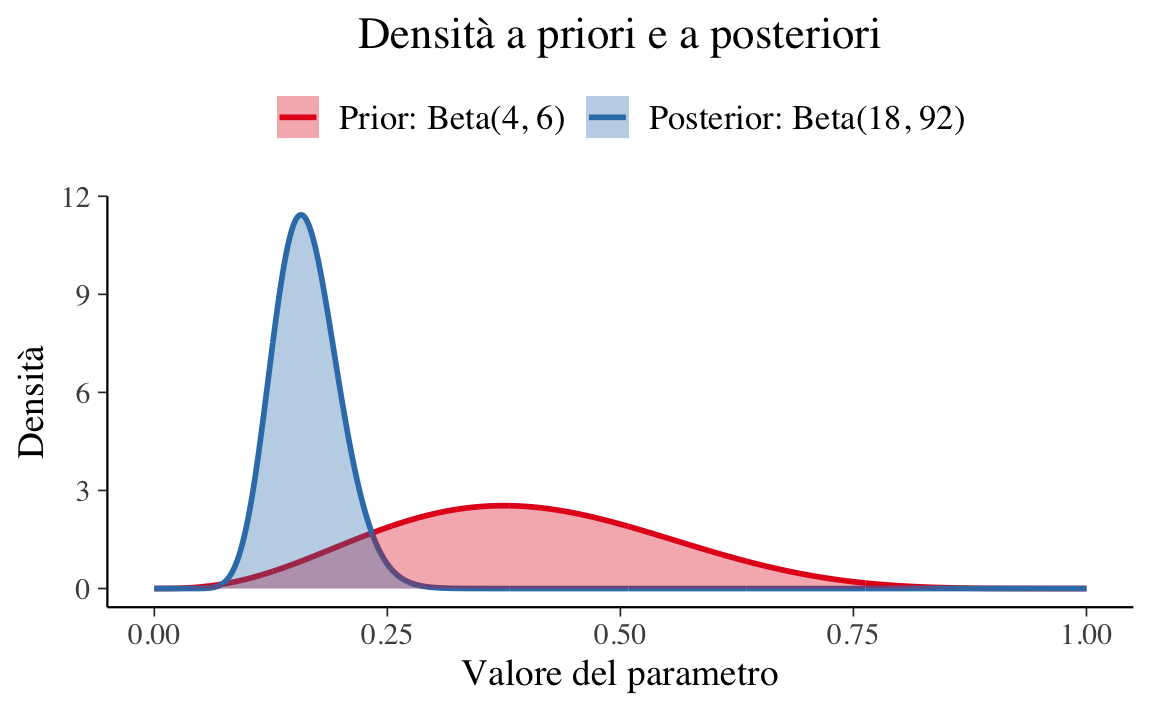 Densità a priori e a posteriori
Prior: Beta(4, 6) Posterior: Beta(18, 92)
12
9
6
3
0
Densità
0.00 0.25 0.50 0.75 1.00
Valore del parametro